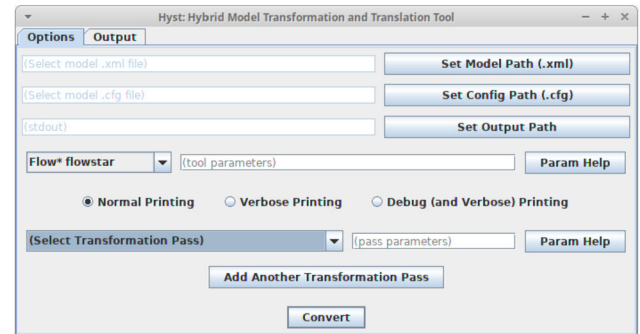 Hyst: Hybrid Model Transformation and Translation Tool
Options Output
(Select model .xml file) Set Model Path (.xml)
(Select model .cfg file) Set Config Path (.cfg)
(stdout) Set Output Path
Flow* flowstar (tool parameters) Param Help
Normal Printing Verbose Printing Debug (and Verbose) Printing
(Select Transformation Pass) (pass parameters) Param Help
Add Another Transformation Pass
Convert